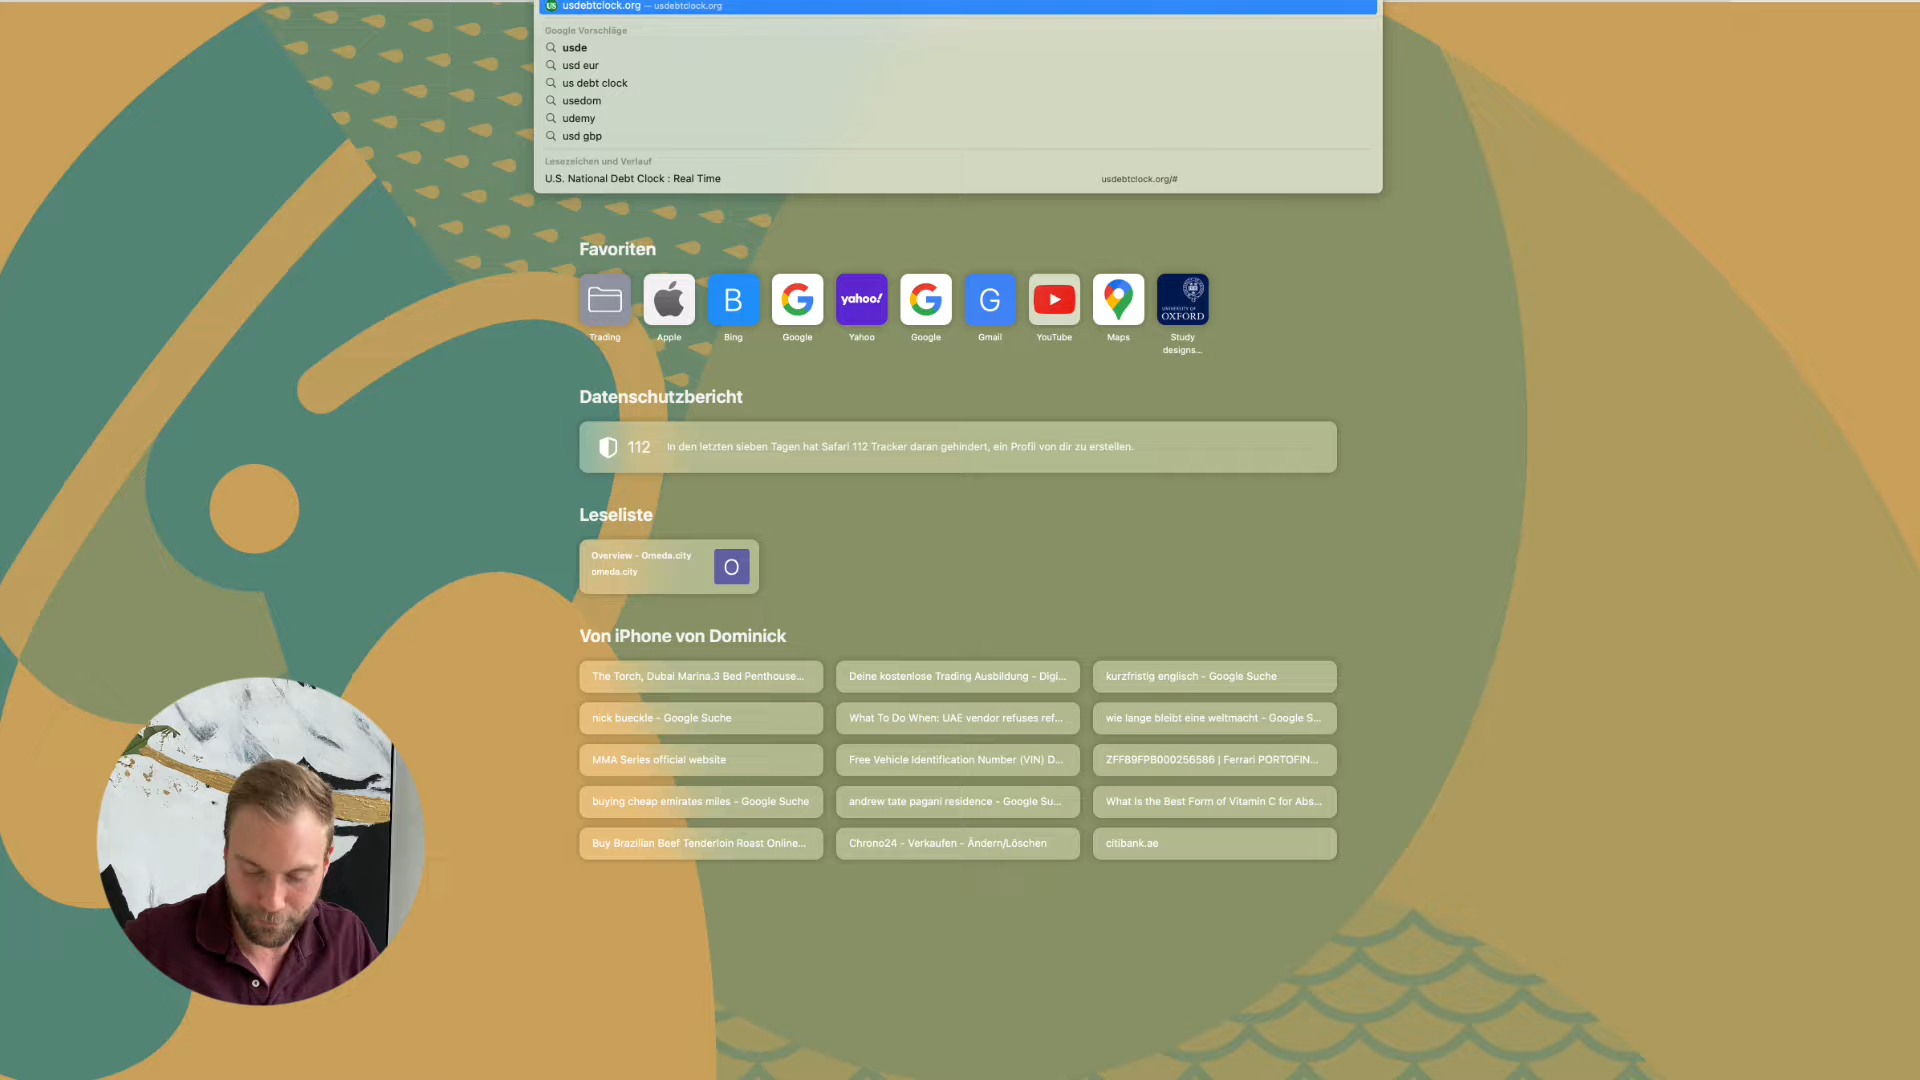 US usdebtclock.org — usdebtclock.org
Google Vorschläge
usde
usd eur
us debt clock
usedom
udemy
usd gbp
Lesezeichen und Verlauf
U.S. National Debt Clock : Real Time usdebtclock.org/#
Favoriten
B yahoo! G UNIVERSITY OF OXFORD
Trading Apple Bing Google Yahoo Google Gmail YouTube Maps Study designs...
Datenschutzbericht
112 In den letzten sieben Tagen hat Safari 112 Tracker daran gehindert, ein Profil von dir zu erstellen.
Leseliste
Overview - Omeda.city
omeda.city
O
Von iPhone von Dominick
The Torch, Dubai Marina.3 Bed Penthouse... Deine kostenlose Trading Ausbildung - Digi... kurzfristig englisch - Google Suche
nick bueckle - Google Suche What To Do When: UAE vendor refuses ref... wie lange bleibt eine weltmacht - Google S...
MMA Series official website Free Vehicle Identification Number (VIN) D... ZFF89FPB000256586 | Ferrari PORTOFIN...
buying cheap emirates miles - Google Suche andrew tate pagani residence - Google Su... What Is the Best Form of Vitamin C for Abs...
Buy Brazilian Beef Tenderloin Roast Online... Chrono24 - Verkaufen - Ändern/Löschen citibank.ae